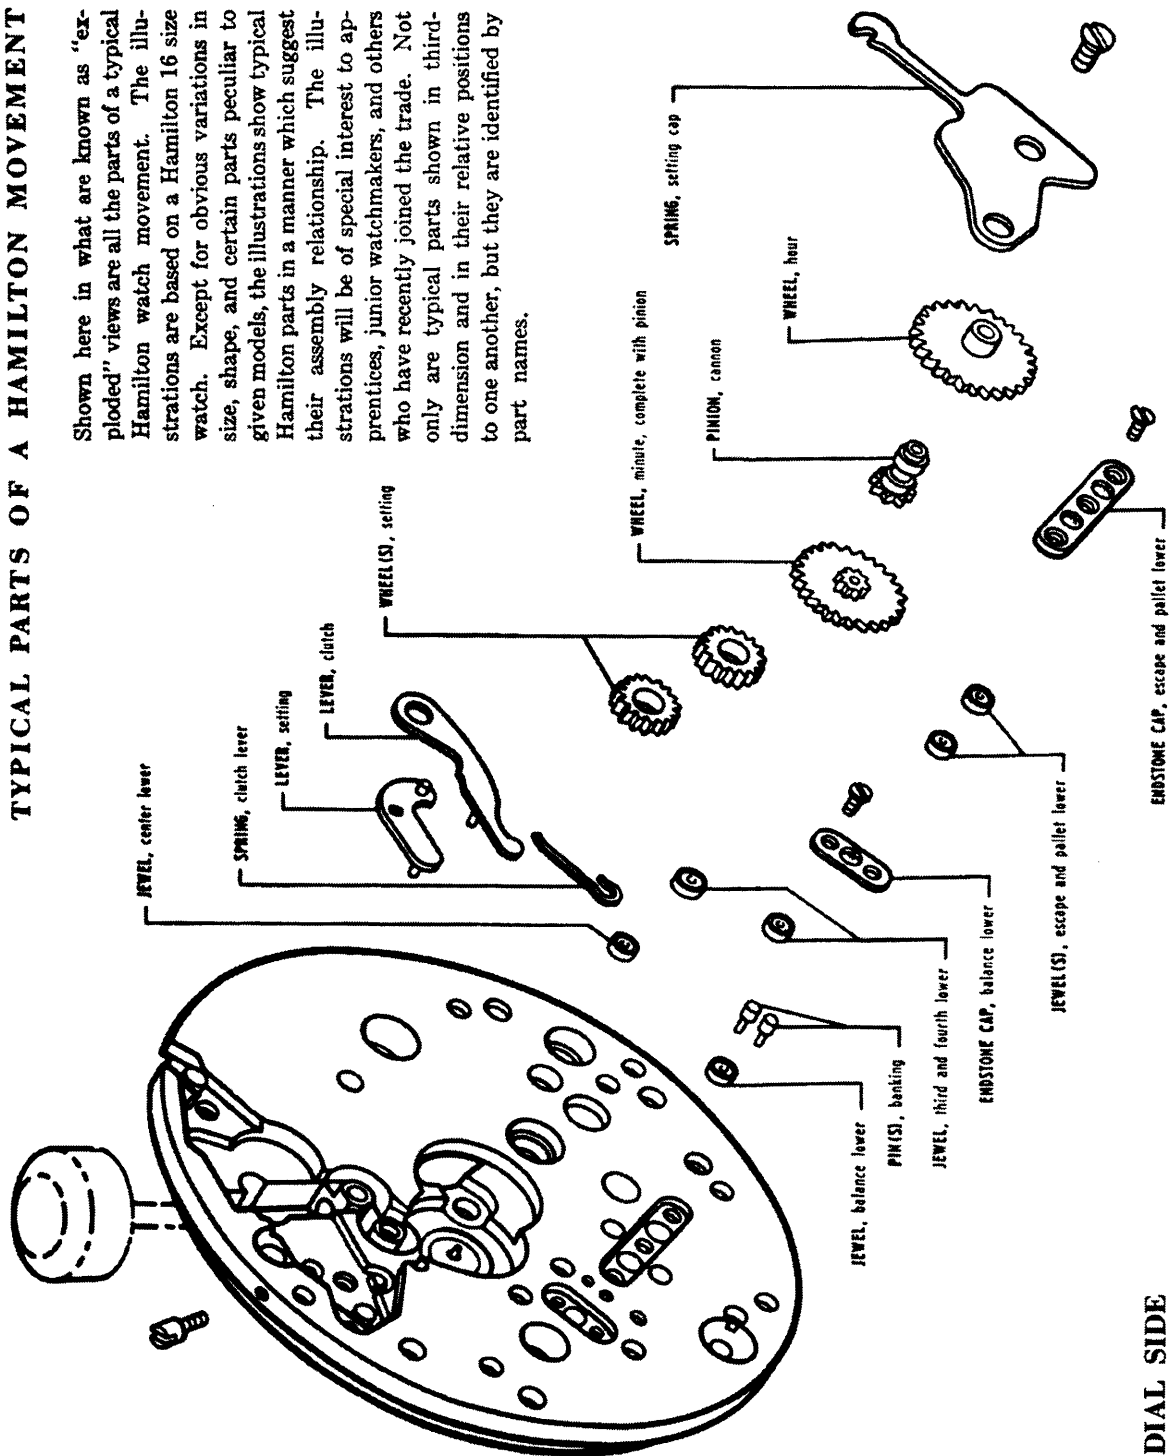 TYPICAL PARTS OF A HAMILTON MOVEMENT
Shown here in what are known as "ex-
ploded" views are all the parts of a typical
Hamilton watch movement. The illu-
strations are based on a Hamilton 16 size
watch. Except for obvious variations in
size, shape, and certain parts peculiar to
given models, the illustrations show typical
Hamilton parts in a manner which suggest
their assembly relationship. The illu-
strations will be of special interest to ap-
prentices, junior watchmakers, and others
who have recently joined the trade. Not
only are typical parts shown in third-
dimension and in their relative positions
to one another, but they are identified by
part names.
JEWEL, center lower
SPRING, clutch lever
LEVER, setting
LEVER, clutch
WHEEL(S), setting
WHEEL, minute, complete with pinion
PINION, cannon
WHEEL, hour
SPRING, setting cap
JEWEL, balance lower
PIN(S), banking
JEWEL, third and fourth lower
ENDSTONE CAP, balance lower
JEWEL(S), escape and pallet lower
ENDSTONE CAP, escape and pallet lower
DIAL SIDE